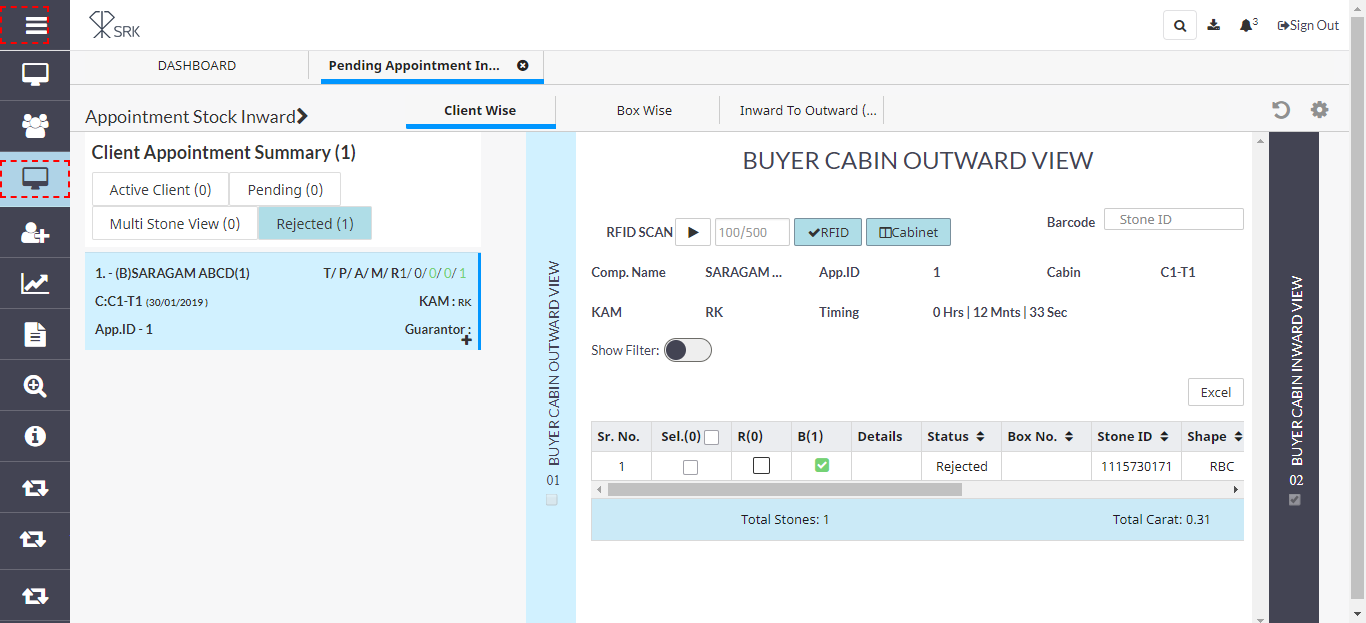 SRK
3
Sign Out
DASHBOARD
Pending Appointment In...
Appointment Stock Inward
Client Wise
Box Wise
Inward To Outward (...
Client Appointment Summary (1)
Active Client (0)
Pending (0)
Multi Stone View (0)
Rejected (1)
1. - (B)SARAGAM ABCD(1)
T/ P/ A/ M/ R1/ 0/ 0/ 0/ 1
C:C1-T1 (30/01/2019 )
KAM : RK
App.ID - 1
Guarantor :
01 BUYER CABIN OUTWARD VIEW
BUYER CABIN OUTWARD VIEW
RFID SCAN
100/500
RFID
Cabinet
Barcode
Stone ID
Comp. Name SARAGAM ... App.ID 1 Cabin C1-T1
KAM RK Timing 0 Hrs | 12 Mnts | 33 Sec
Show Filter:
Excel
Sr. No. Sel.(0) R(0) B(1) Details Status Box No. Stone ID Shape
1 Rejected 1115730171 RBC
Total Stones: 1 Total Carat: 0.31
02 BUYER CABIN INWARD VIEW